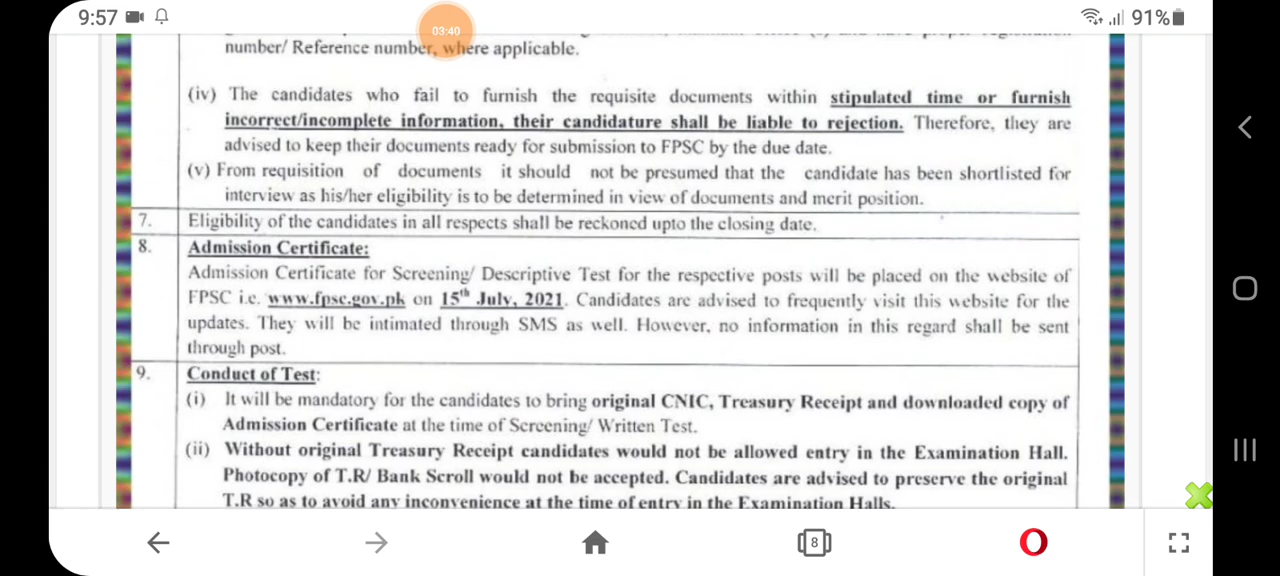 9:57
91%
03:40
number/ Reference number, where applicable.
(iv) The candidates who fail to furnish the requisite documents within stipulated time or furnish
incorrect/incomplete information, their candidature shall be liable to rejection. Therefore, they are
advised to keep their documents ready for submission to FPSC by the due date.
(v) From requisition of documents it should not be presumed that the candidate has been shortlisted for
interview as his/her eligibility is to be determined in view of documents and merit position.
7. Eligibility of the candidates in all respects shall be reckoned upto the closing date.
8. Admission Certificate:
Admission Certificate for Screening/ Descriptive Test for the respective posts will be placed on the website of
FPSC i.e. www.fpsc.gov.pk on 15th July, 2021. Candidates are advised to frequently visit this website for the
updates. They will be intimated through SMS as well. However, no information in this regard shall be sent
through post.
9. Conduct of Test:
(i) It will be mandatory for the candidates to bring original CNIC, Treasury Receipt and downloaded copy of
Admission Certificate at the time of Screening/ Written Test.
(ii) Without original Treasury Receipt candidates would not be allowed entry in the Examination Hall.
Photocopy of T.R/ Bank Scroll would not be accepted. Candidates are advised to preserve the original
T.R so as to avoid any inconvenience at the time of entry in the Examination Halls.
8